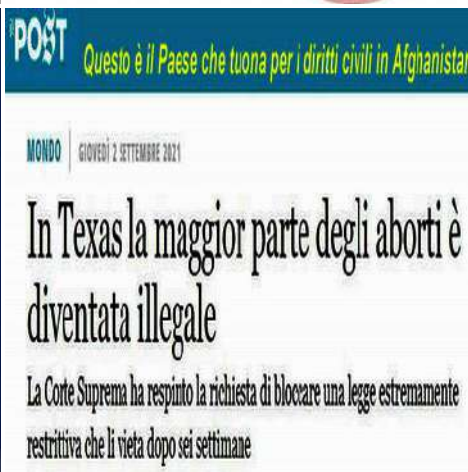 POST
Questo è il Paese che tuona per i diritti civili in Afghanistan
MONDO GIOVEDÌ 2 SETTEMBRE 2021
In Texas la maggior parte degli aborti è
diventata illegale
La Corte Suprema ha respinto la richiesta di bloccare una legge estremamente
restrittiva che li vieta dopo sei settimane